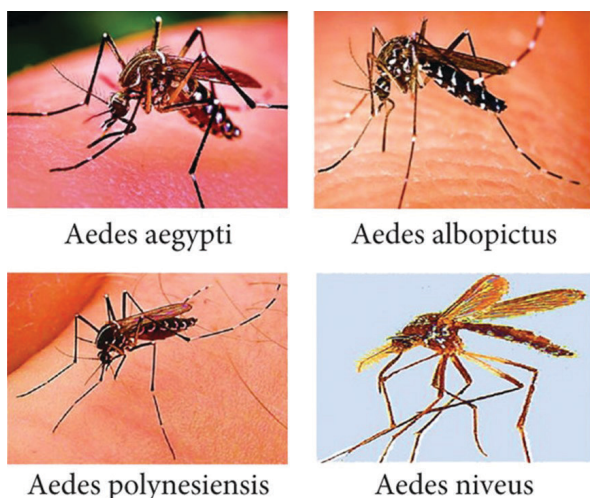 Aedes aegypti
Aedes albopictus
Aedes polynesiensis
Aedes niveus